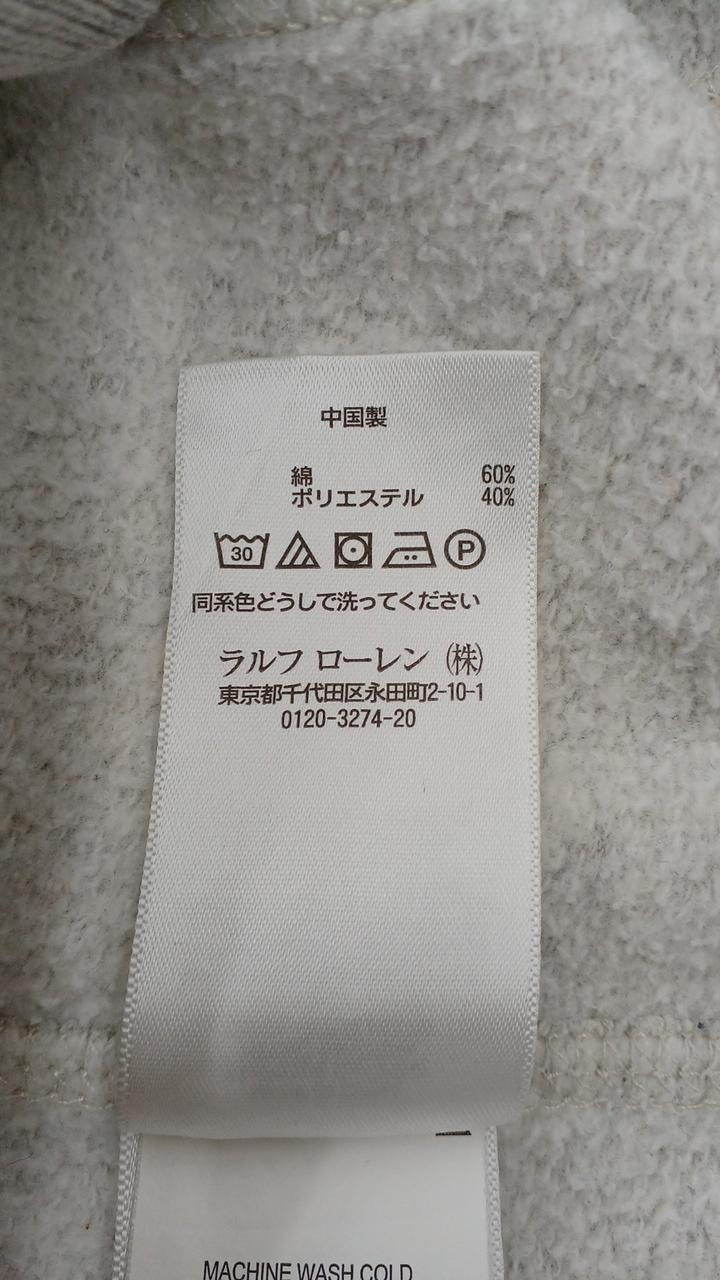 中国製
綿 60%
ポリエステル 40%
30 P
同系色どうしで洗ってください
ラルフ ローレン ㈱
東京都千代田区永田町2-10-1
0120-3274-20
MACHINE WASH COLD